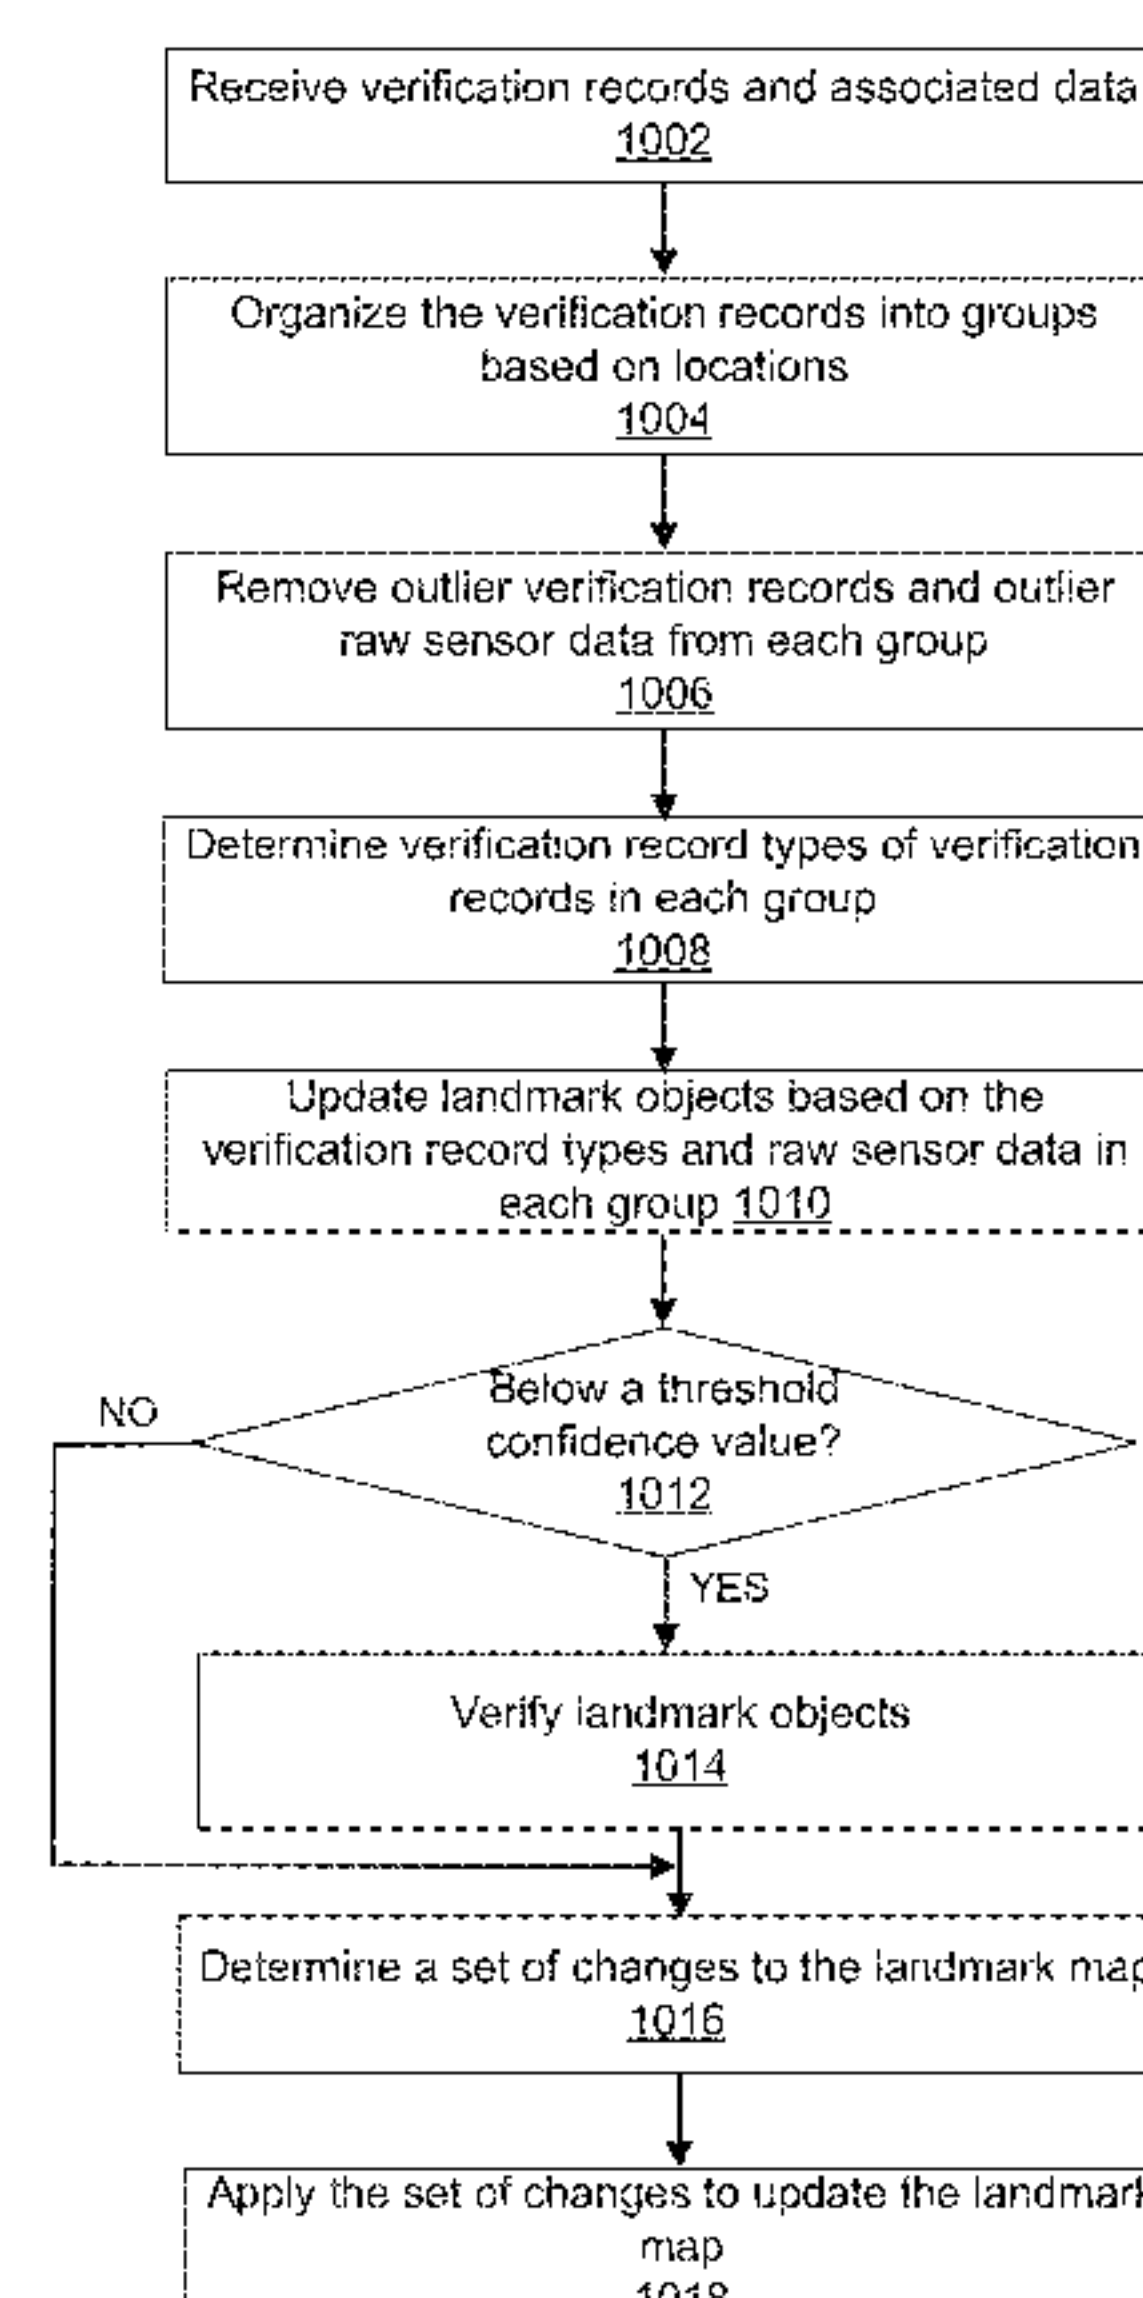 Receive verification records and associated data
1002
Organize the verification records into groups
based on locations
1004
Remove outlier verification records and outlier
raw sensor data from each group
1006
Determine verification record types of verification
records in each group
1008
Update landmark objects based on the
verification record types and raw sensor data in
each group 1010
Below a threshold
confidence value?
1012
NO
YES
Verify landmark objects
1014
Determine a set of changes to the landmark map
1016
Apply the set of changes to update the landmark
map
1018